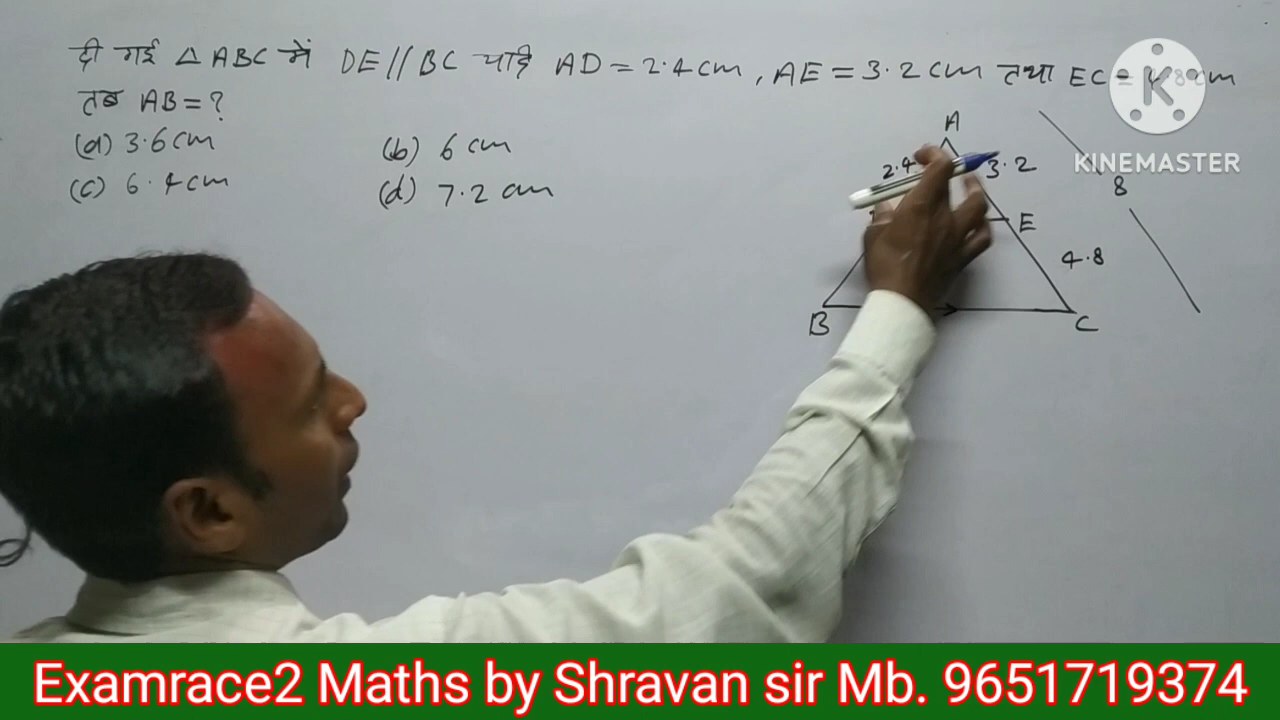 दी गई △ ABC में DE//BC यदि AD = 2.4 cm, AE = 3.2 cm तथा EC = cm
तब AB = ?
(a) 3.6 cm
(b) 6 cm
(c) 6.4 cm
(d) 7.2 cm
A
2.4
3.2
8
E
4.8
B
C
KINEMASTER
Examrace2 Maths by Shravan sir Mb. 9651719374